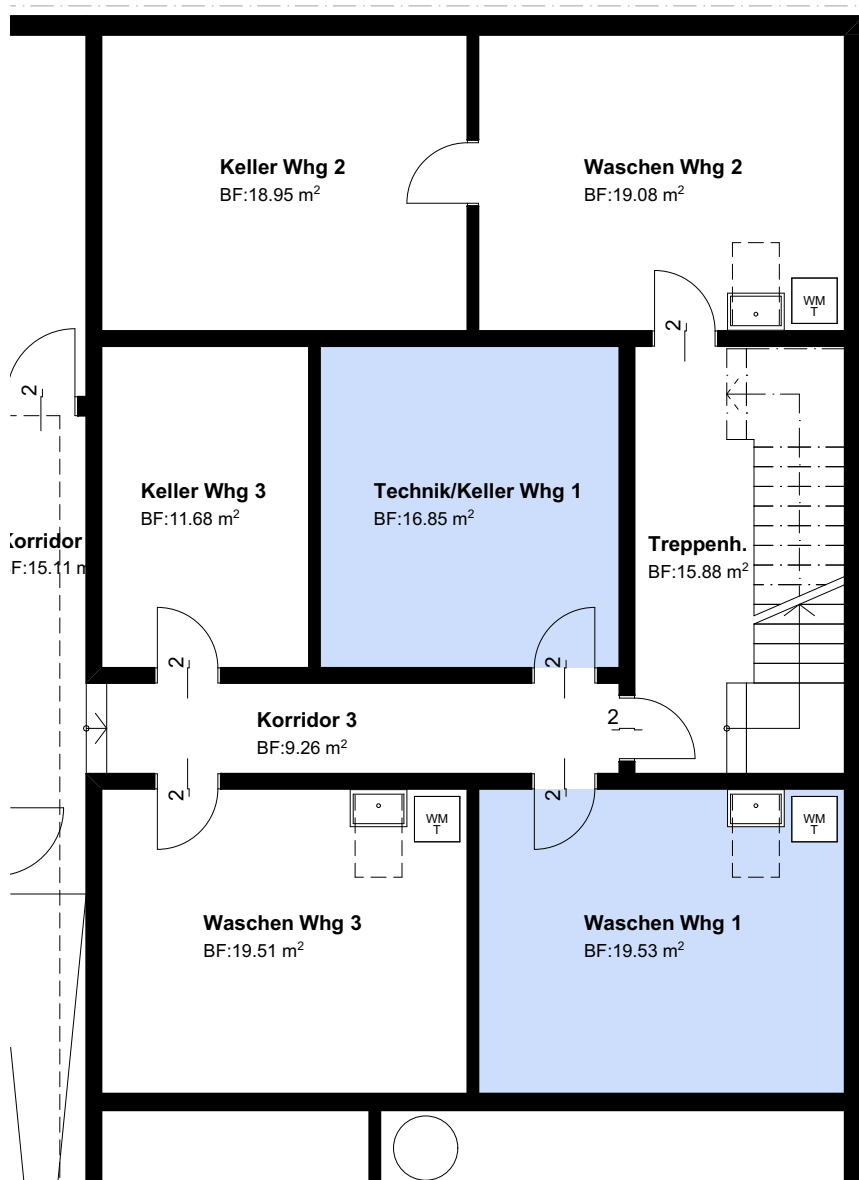 Keller Whg 2
BF:18.95 m²
Waschen Whg 2
BF:19.08 m²
WM
T
2
2
Keller Whg 3
BF:11.68 m²
Technik/Keller Whg 1
BF:16.85 m²
Korridor
F:15.11 m
Treppenh.
BF:15.88 m²
2
2
Korridor 3
BF:9.26 m²
2
2
2
WM
T
WM
T
Waschen Whg 3
BF:19.51 m²
Waschen Whg 1
BF:19.53 m²